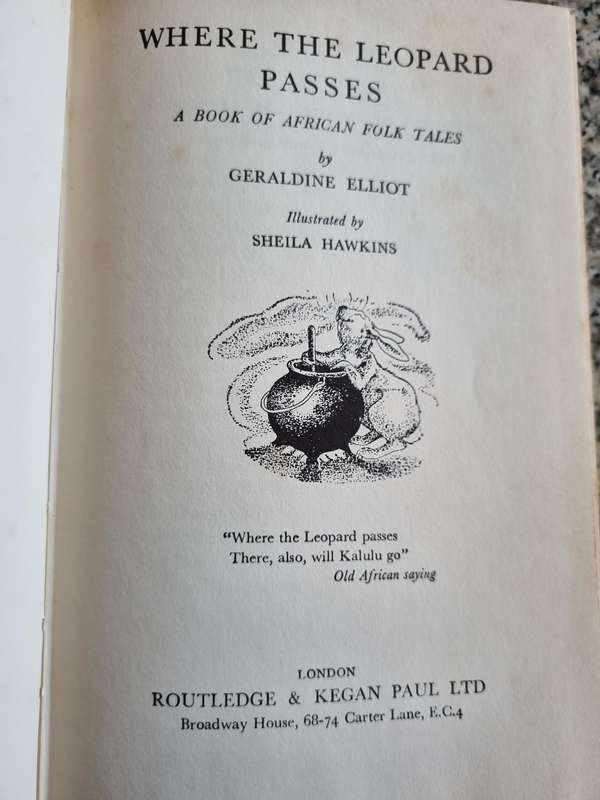 WHERE THE LEOPARD
PASSES
A BOOK OF AFRICAN FOLK TALES
by
GERALDINE ELLIOT
Illustrated by
SHEILA HAWKINS
"Where the Leopard passes
There, also, will Kalulu go"
Old African saying
LONDON
ROUTLEDGE & KEGAN PAUL LTD
Broadway House, 68-74 Carter Lane, E.C.4